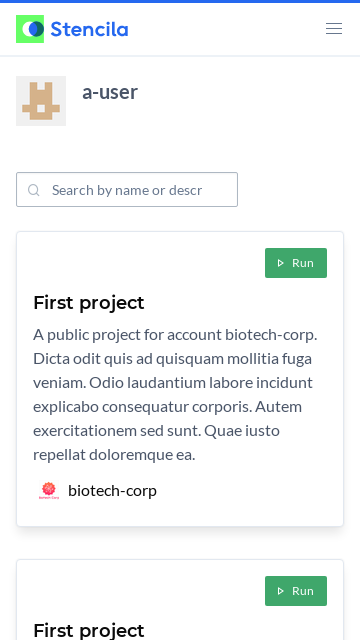 Stencila
a-user
Search by name or descr
Run
First project
A public project for account biotech-corp.
Dicta odit quis ad quisquam mollitia fuga
veniam. Odio laudantium labore incidunt
explicabo consequatur corporis. Autem
exercitationem sed sunt. Quae iusto
repellat doloremque ea.
biotech-corp
Run
First project